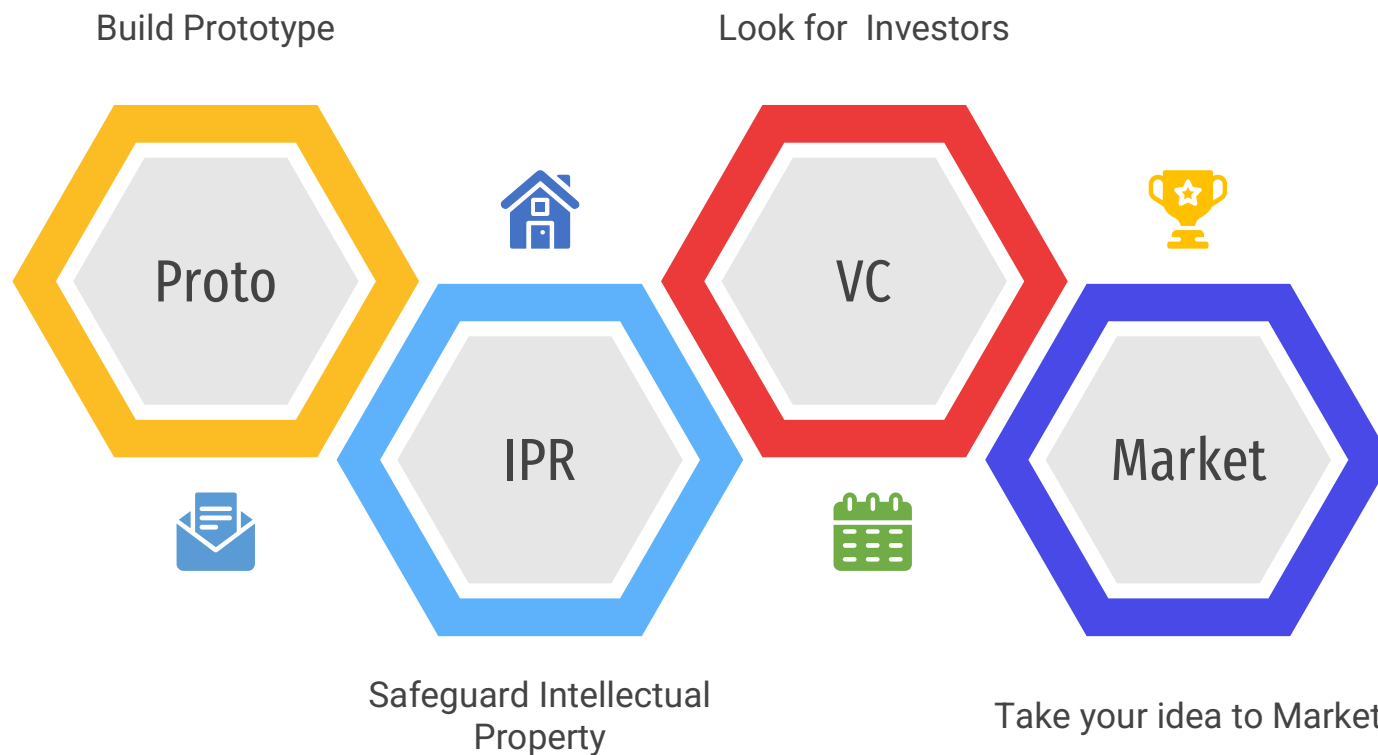 Build Prototype
Look for  Investors
Proto
VC
IPR
Market
Safeguard Intellectual
Property
Take your idea to Market